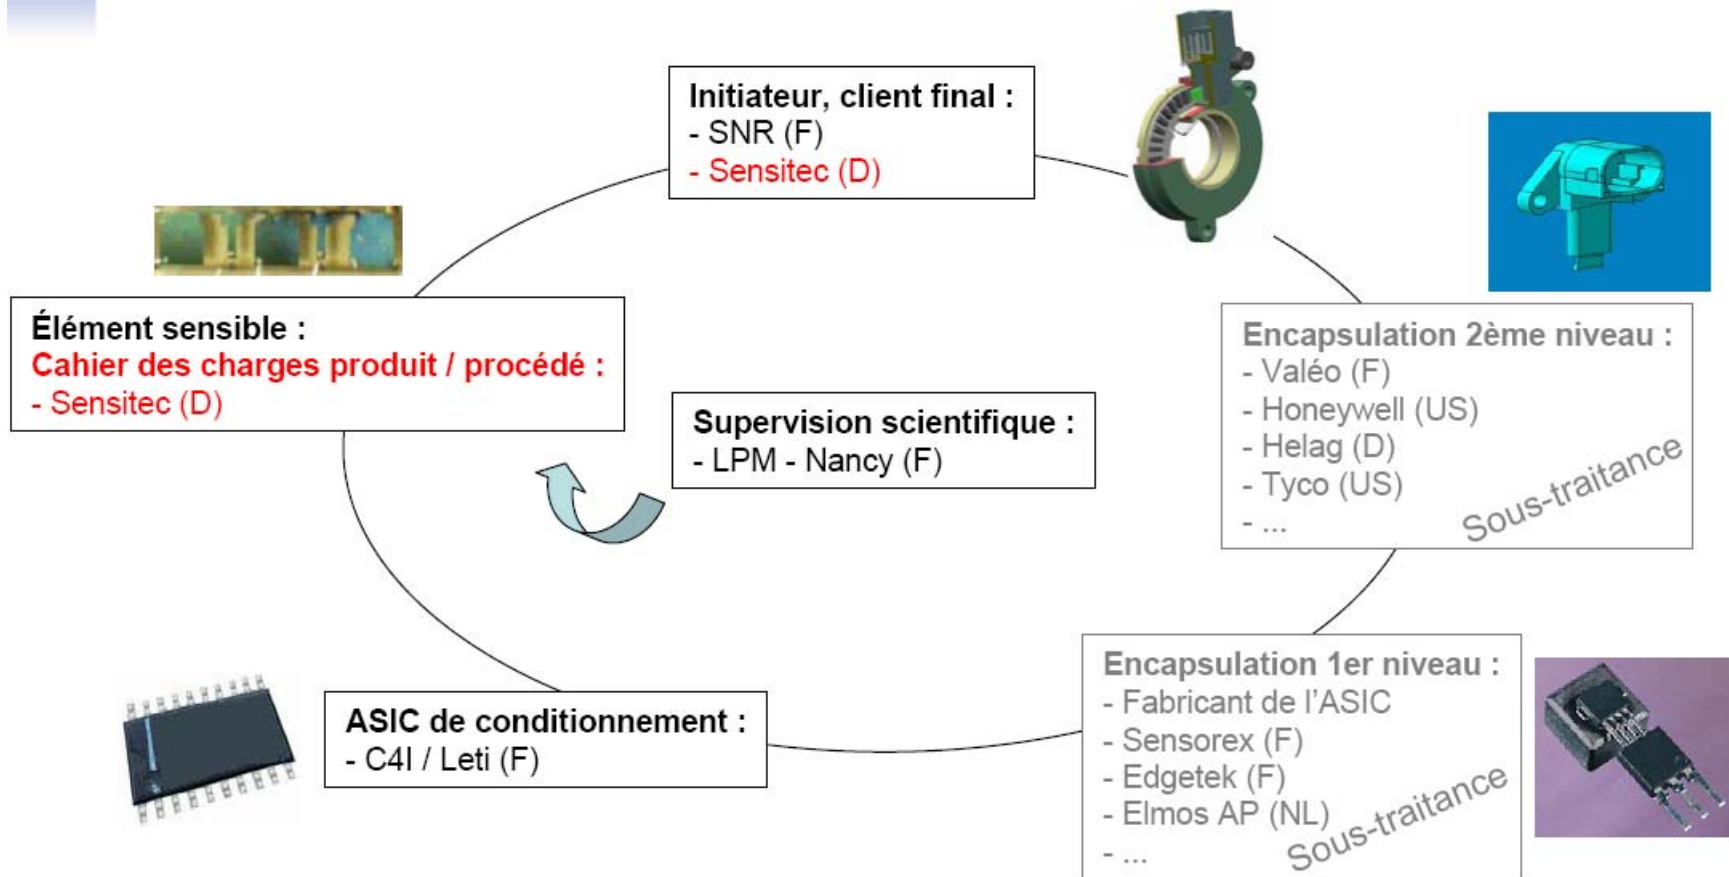 Initiateur, client final :
- SNR (F)
- Sensitec (D)
Élément sensible :
Cahier des charges produit / procédé :
- Sensitec (D)
Supervision scientifique :
- LPM - Nancy (F)
Encapsulation 2ème niveau :
- Valéo (F)
- Honeywell (US)
- Helag (D)
- Tyco (US)
- ...
Sous-traitance
ASIC de conditionnement :
- C4I / Leti (F)
Encapsulation 1er niveau :
- Fabricant de l'ASIC
- Sensorex (F)
- Edgetek (F)
- Elmos AP (NL)
- ...
Sous-traitance